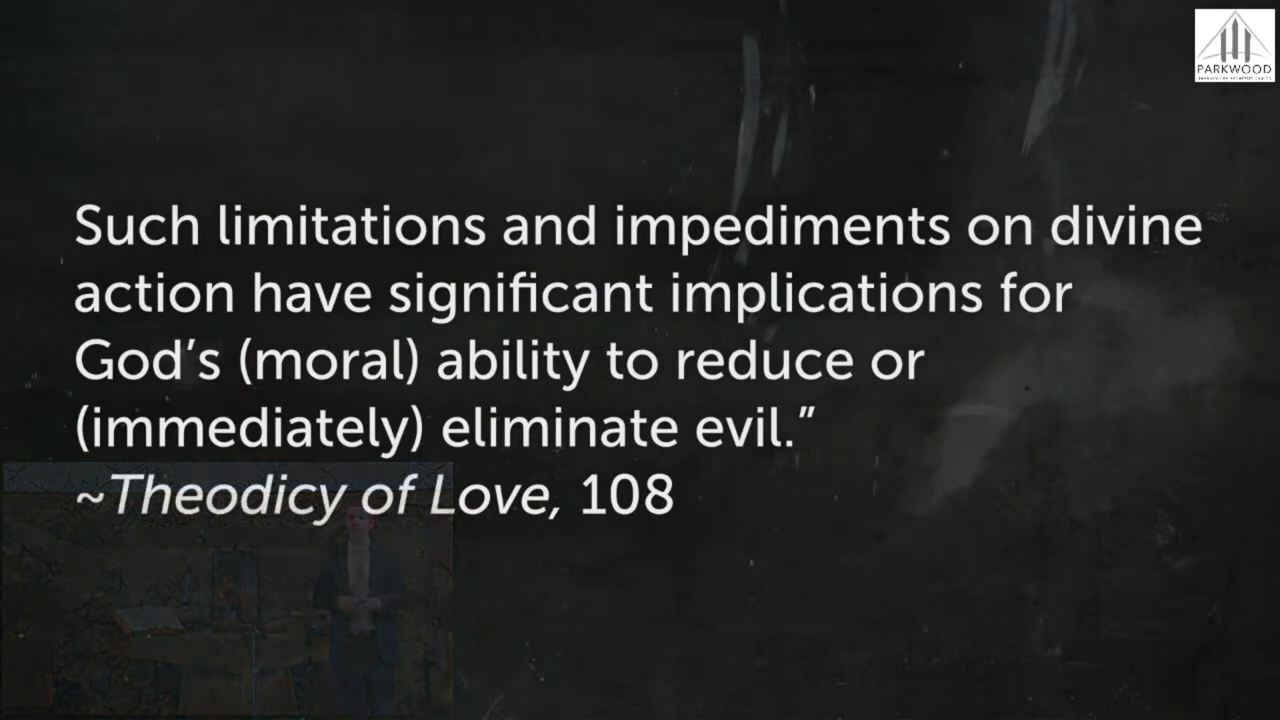 PARKWOOD
Such limitations and impediments on divine
action have significant implications for
God's (moral) ability to reduce or
(immediately) eliminate evil.”
~Theodicy of Love, 108